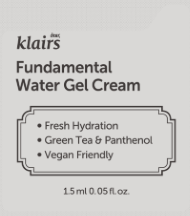 dear,
klairs
Fundamental
Water Gel Cream
• Fresh Hydration
• Green Tea & Panthenol
• Vegan Friendly
1.5 ml 0.05 fl. oz.